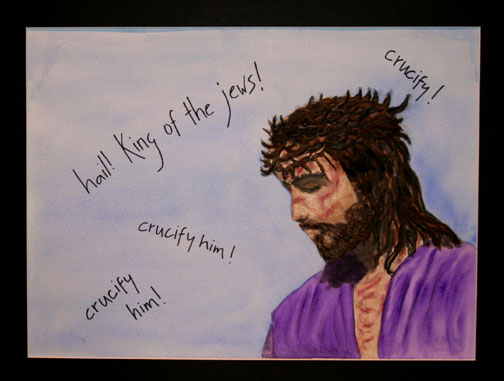 crucify!
hail! King of the jews!
crucify him!
crucify
him!